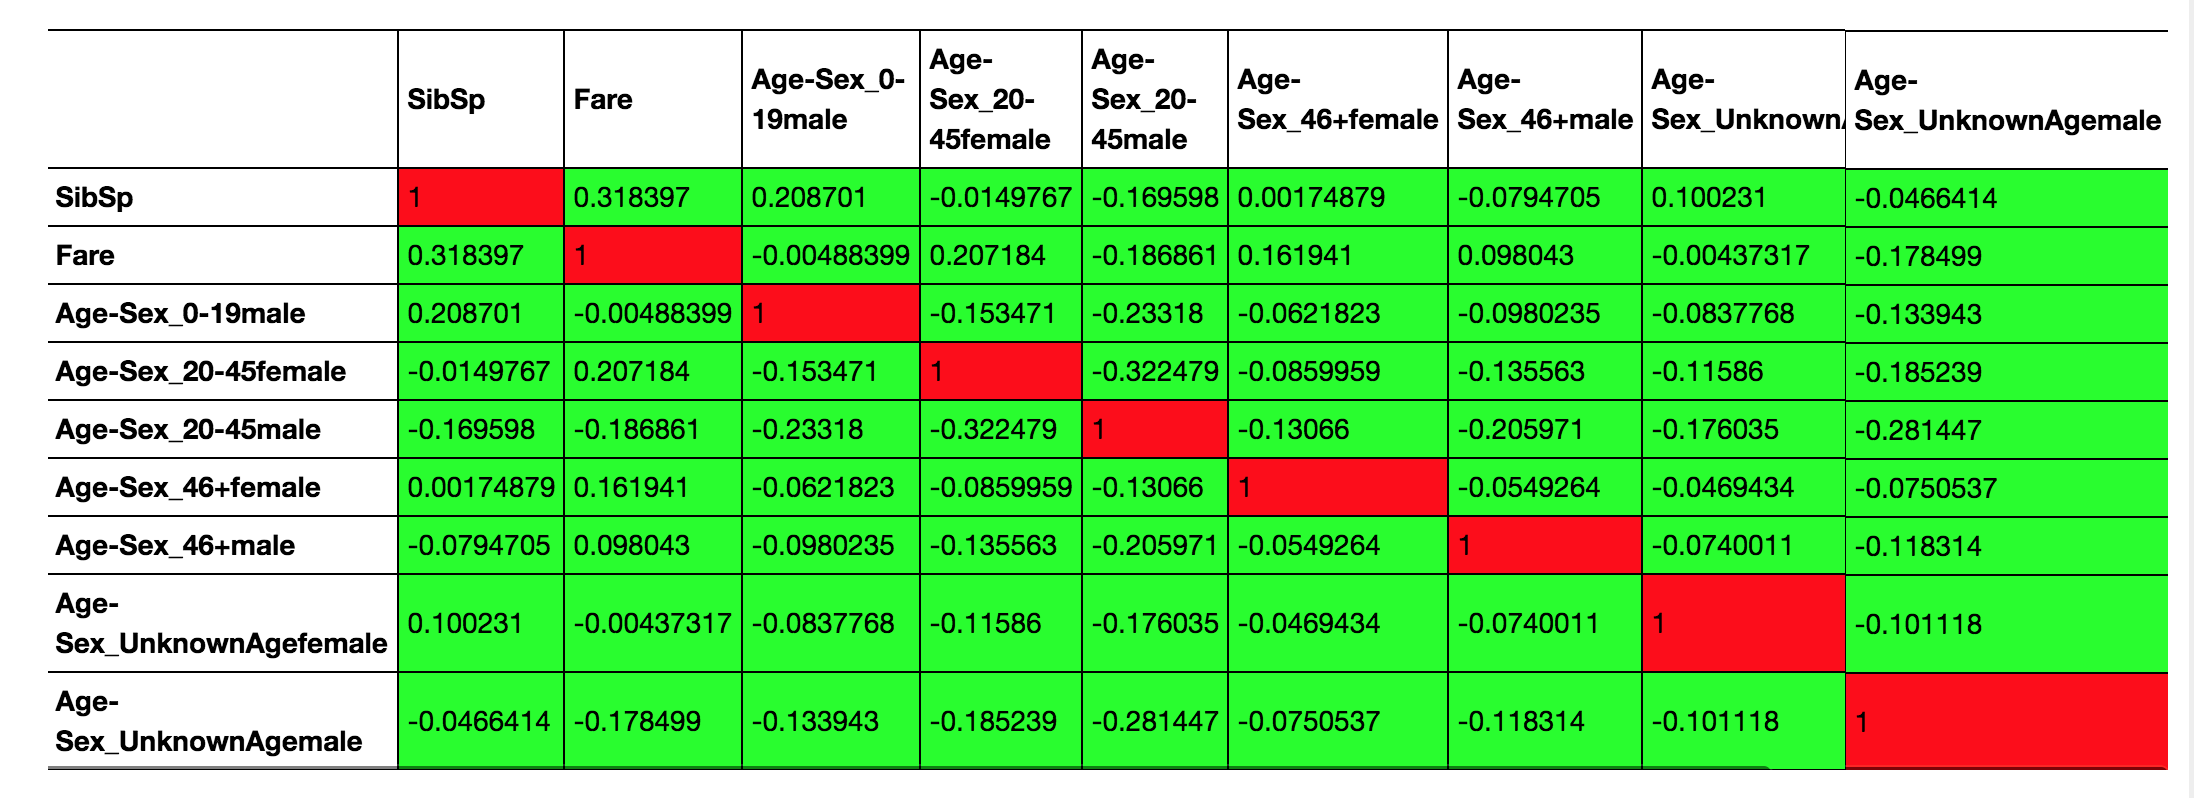 SibSp Fare Age-Sex_0-19male Age-Sex_20-45female Age-Sex_20-45male Age-Sex_46+female Age-Sex_46+male Age-Sex_Unknown Age-Sex_UnknownAgemale
SibSp 1 0.318397 0.208701 -0.0149767 -0.169598 0.00174879 -0.0794705 0.100231 -0.0466414
Fare 0.318397 1 -0.00488399 0.207184 -0.186861 0.161941 0.098043 -0.00437317 -0.178499
Age-Sex_0-19male 0.208701 -0.00488399 1 -0.153471 -0.23318 -0.0621823 -0.0980235 -0.0837768 -0.133943
Age-Sex_20-45female -0.0149767 0.207184 -0.153471 1 -0.322479 -0.0859959 -0.135563 -0.11586 -0.185239
Age-Sex_20-45male -0.169598 -0.186861 -0.23318 -0.322479 1 -0.13066 -0.205971 -0.176035 -0.281447
Age-Sex_46+female 0.00174879 0.161941 -0.0621823 -0.0859959 -0.13066 1 -0.0549264 -0.0469434 -0.0750537
Age-Sex_46+male -0.0794705 0.098043 -0.0980235 -0.135563 -0.205971 -0.0549264 1 -0.0740011 -0.118314
Age-Sex_UnknownAgefemale 0.100231 -0.00437317 -0.0837768 -0.11586 -0.176035 -0.0469434 -0.0740011 1 -0.101118
Age-Sex_UnknownAgemale -0.0466414 -0.178499 -0.133943 -0.185239 -0.281447 -0.0750537 -0.118314 -0.101118 1